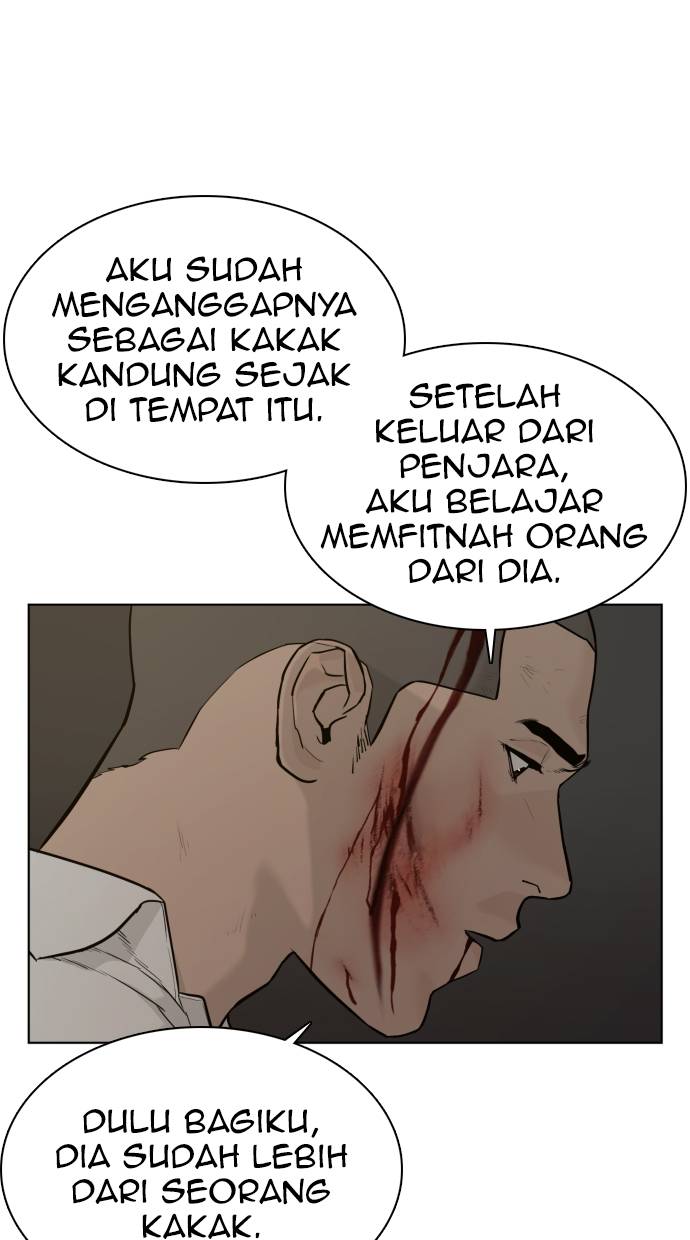 AKU SUDAH
MENGANGGAPNYA
SEBAGAI KAKAK
KANDUNG SEJAK
DI TEMPAT ITU.
SETELAH
KELUAR DARI
PENJARA,
AKU BELAJAR
MEMFITNAH ORANG
DARI DIA.
DULU BAGIKU,
DIA SUDAH LEBIH
DARI SEORANG
KAKAK.